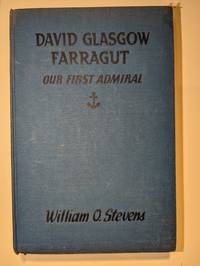 DAVID GLASGOW
FARRAGUT
OUR FIRST ADMIRAL
William O. Stevens